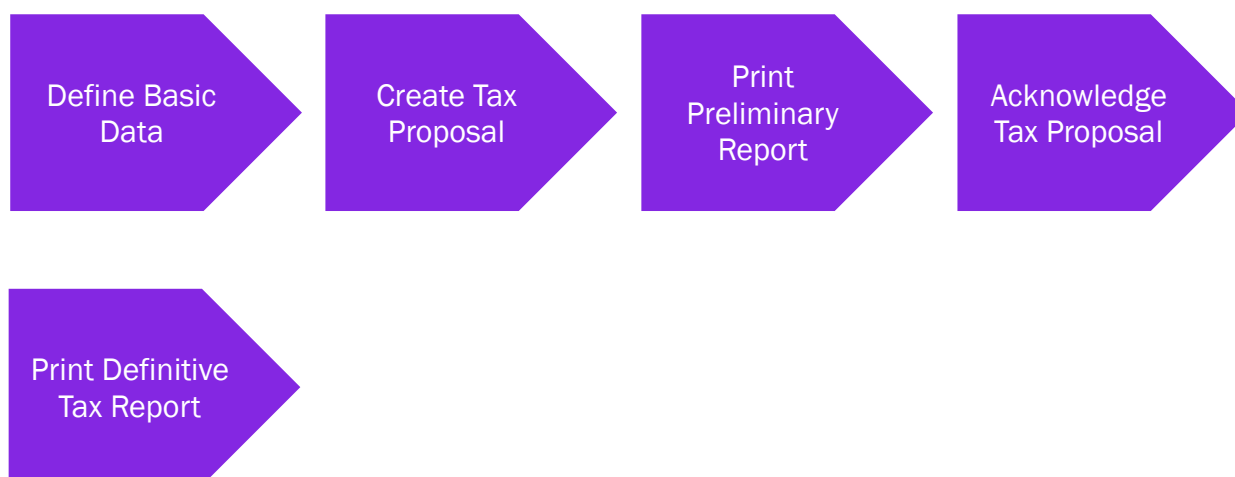 Define Basic
Data
Create Tax
Proposal
Print
Preliminary
Report
Acknowledge
Tax Proposal
Print Definitive
Tax Report